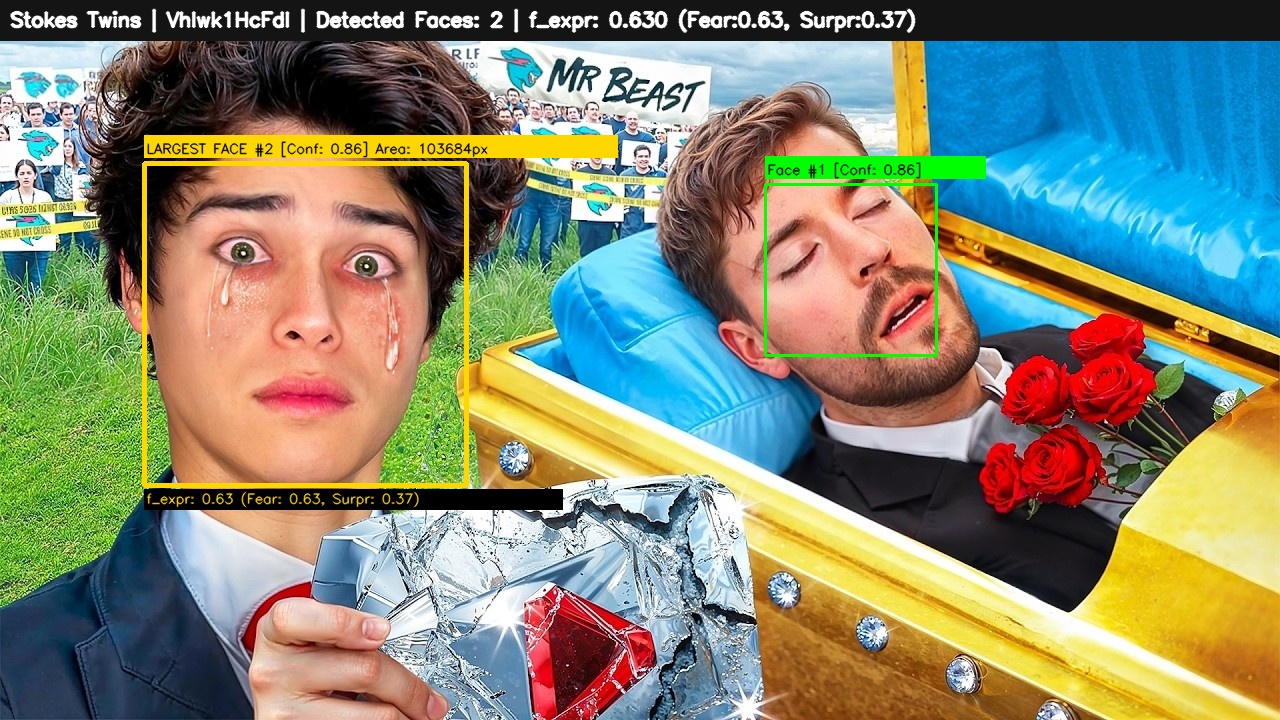 Stokes Twins | VhIwk1HcFdI | Detected Faces: 2 | f_expr: 0.630 (Fear:0.63, Surpr:0.37)
MR BEAST
LARGEST FACE #2 [Conf: 0.86] Area: 103684px
Face #1 [Conf: 0.86]
f_expr: 0.63 (Fear: 0.63, Surpr: 0.37)